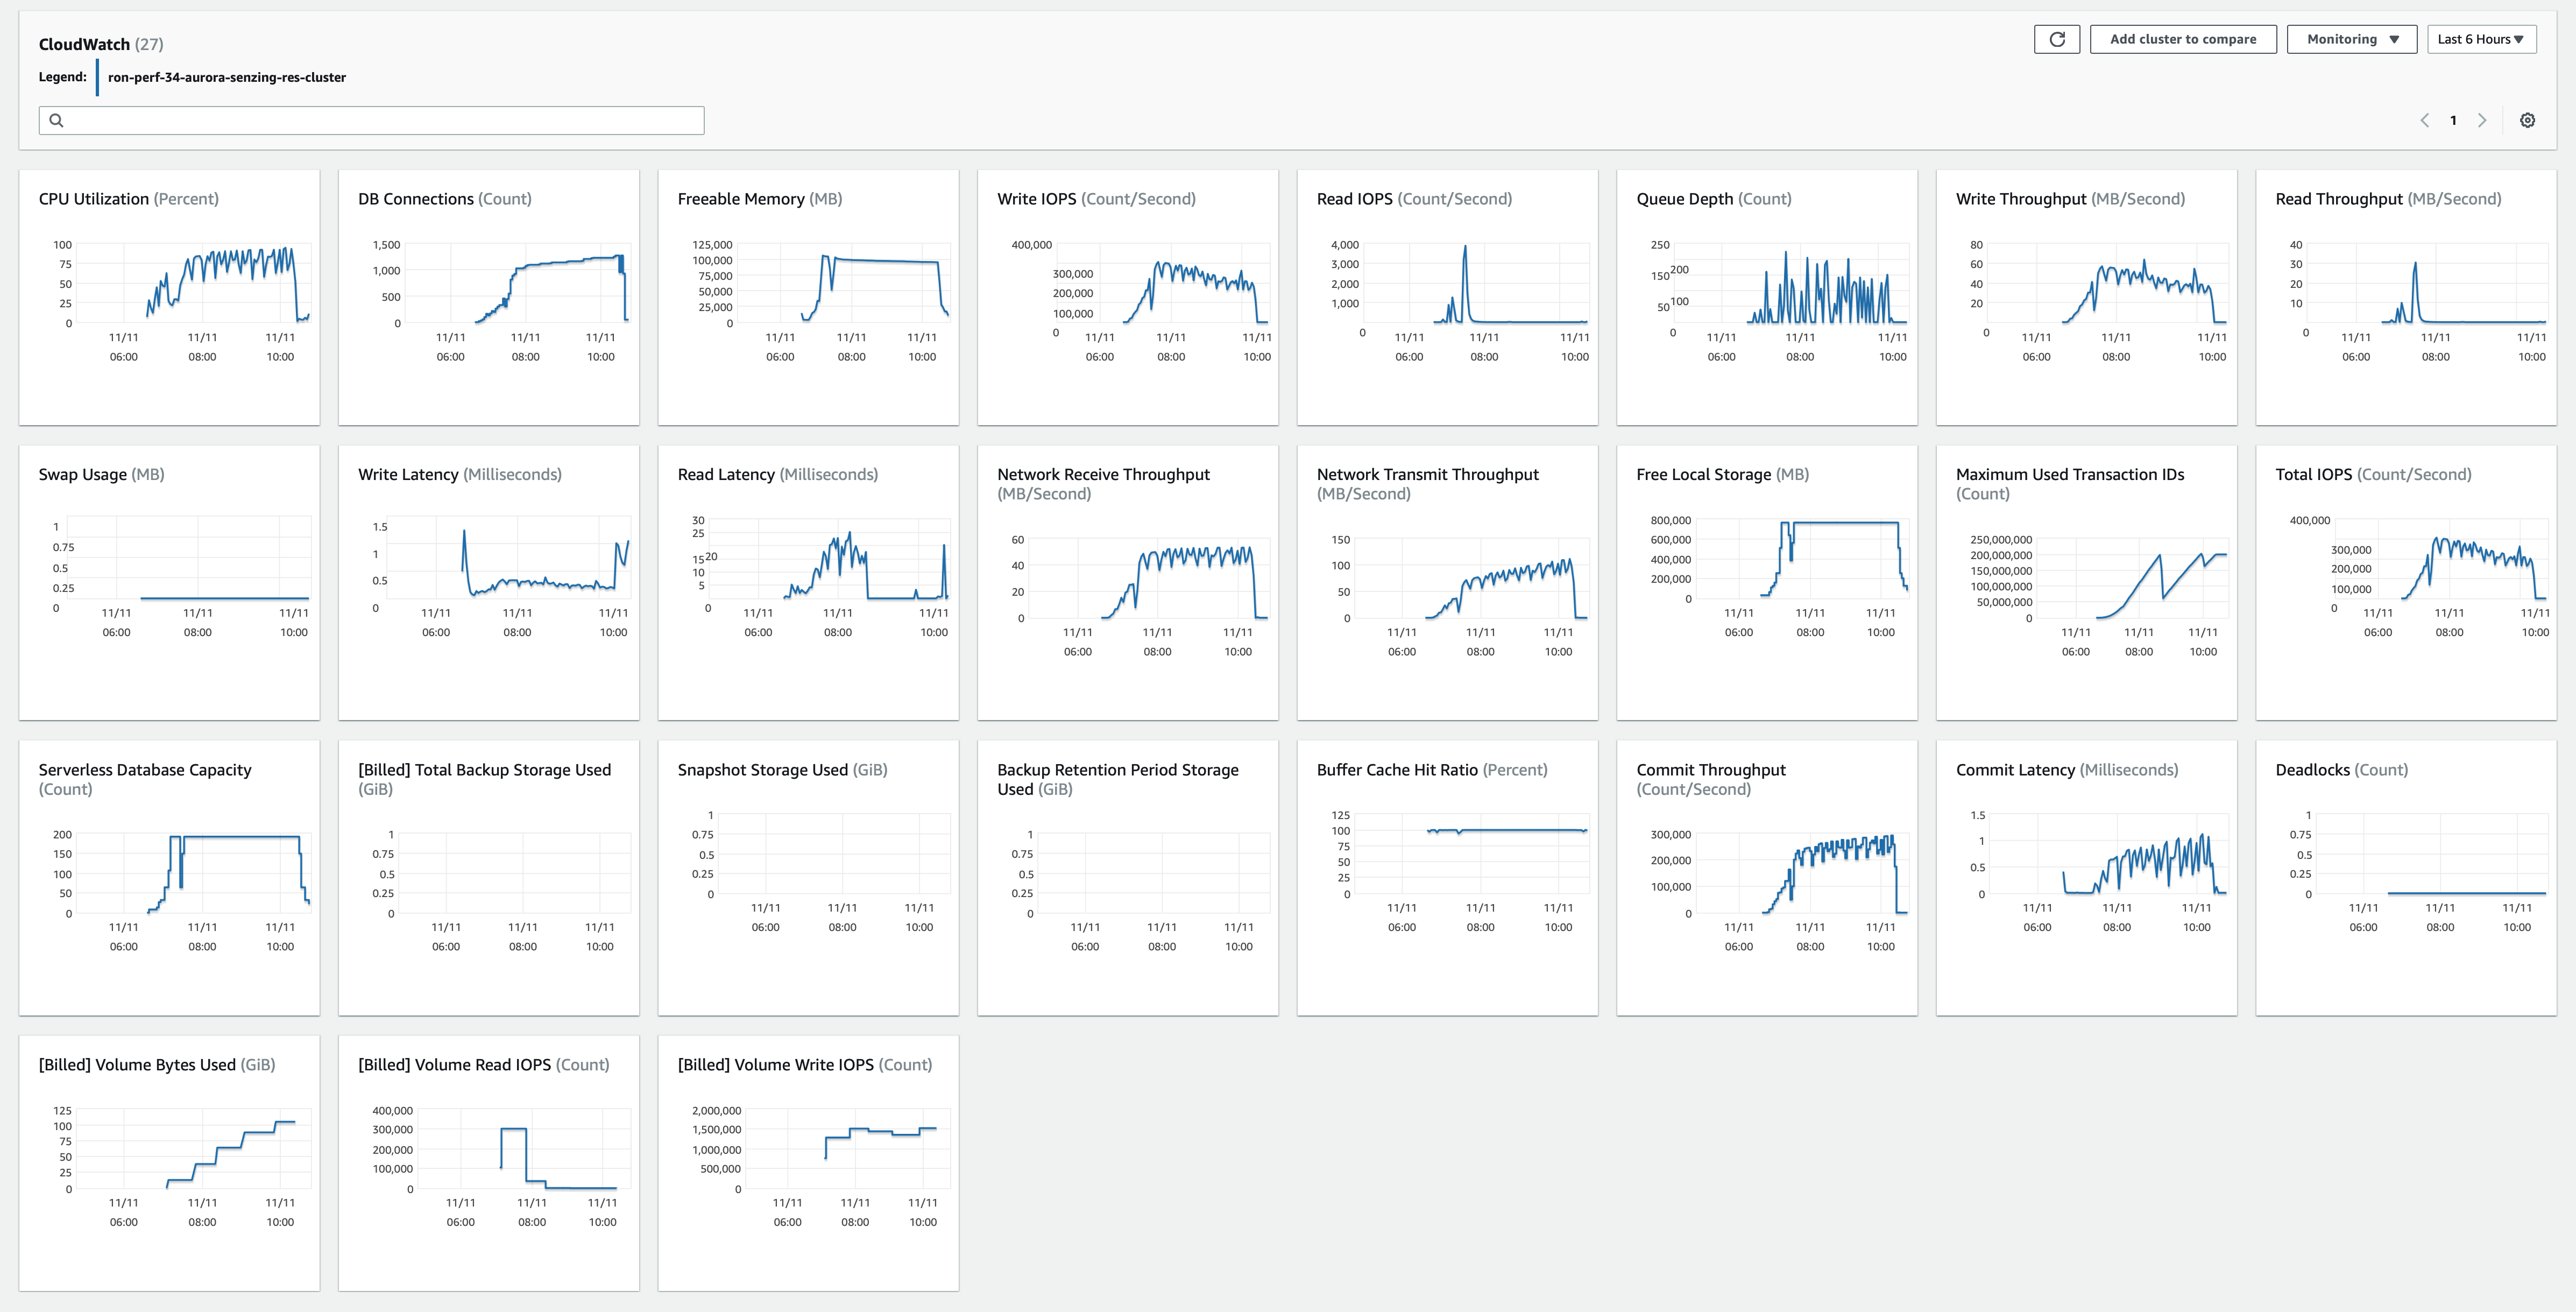 CloudWatch (27)
Add cluster to compare
Monitoring
Last 6 Hours
Legend:
ron-perf-34-aurora-senzing-res-cluster
1
CPU Utilization (Percent)
100
75
50
25
0
11/11 11/11 11/11
06:00 08:00 10:00
DB Connections (Count)
1,500
1,000
500
0
11/11 11/11 11/11
06:00 08:00 10:00
Freeable Memory (MB)
125,000
100,000
75,000
50,000
25,000
0
11/11 11/11 11/11
06:00 08:00 10:00
Write IOPS (Count/Second)
400,000
300,000
200,000
100,000
0
11/11 11/11 11/11
06:00 08:00 10:00
Read IOPS (Count/Second)
4,000
3,000
2,000
1,000
0
11/11 11/11 11/11
06:00 08:00 10:00
Queue Depth (Count)
250
200
150
100
50
0
11/11 11/11 11/11
06:00 08:00 10:00
Write Throughput (MB/Second)
80
60
40
20
0
11/11 11/11 11/11
06:00 08:00 10:00
Read Throughput (MB/Second)
40
30
20
10
0
11/11 11/11 11/11
06:00 08:00 10:00
Swap Usage (MB)
1
0.75
0.5
0.25
0
11/11 11/11 11/11
06:00 08:00 10:00
Write Latency (Milliseconds)
1.5
1
0.5
0
11/11 11/11 11/11
06:00 08:00 10:00
Read Latency (Milliseconds)
30
25
20
15
10
5
0
11/11 11/11 11/11
06:00 08:00 10:00
Network Receive Throughput
(MB/Second)
60
40
20
0
11/11 11/11 11/11
06:00 08:00 10:00
Network Transmit Throughput
(MB/Second)
150
100
50
0
11/11 11/11 11/11
06:00 08:00 10:00
Free Local Storage (MB)
800,000
600,000
400,000
200,000
0
11/11 11/11 11/11
06:00 08:00 10:00
Maximum Used Transaction IDs
(Count)
250,000,000
200,000,000
150,000,000
100,000,000
50,000,000
0
11/11 11/11 11/11
06:00 08:00 10:00
Total IOPS (Count/Second)
400,000
300,000
200,000
100,000
0
11/11 11/11 11/11
06:00 08:00 10:00
Serverless Database Capacity
(Count)
200
150
100
50
0
11/11 11/11 11/11
06:00 08:00 10:00
[Billed] Total Backup Storage Used
(GiB)
1
0.75
0.5
0.25
0
11/11 11/11 11/11
06:00 08:00 10:00
Snapshot Storage Used (GiB)
1
0.75
0.5
0.25
0
11/11 11/11 11/11
06:00 08:00 10:00
Backup Retention Period Storage
Used (GiB)
1
0.75
0.5
0.25
0
11/11 11/11 11/11
06:00 08:00 10:00
Buffer Cache Hit Ratio (Percent)
125
100
75
50
25
0
11/11 11/11 11/11
06:00 08:00 10:00
Commit Throughput
(Count/Second)
300,000
200,000
100,000
0
11/11 11/11 11/11
06:00 08:00 10:00
Commit Latency (Milliseconds)
1.5
1
0.5
0
11/11 11/11 11/11
06:00 08:00 10:00
Deadlocks (Count)
1
0.75
0.5
0.25
0
11/11 11/11 11/11
06:00 08:00 10:00
[Billed] Volume Bytes Used (GiB)
125
100
75
50
25
0
11/11 11/11 11/11
06:00 08:00 10:00
[Billed] Volume Read IOPS (Count)
400,000
300,000
200,000
100,000
0
11/11 11/11 11/11
06:00 08:00 10:00
[Billed] Volume Write IOPS (Count)
2,000,000
1,500,000
1,000,000
500,000
0
11/11 11/11 11/11
06:00 08:00 10:00